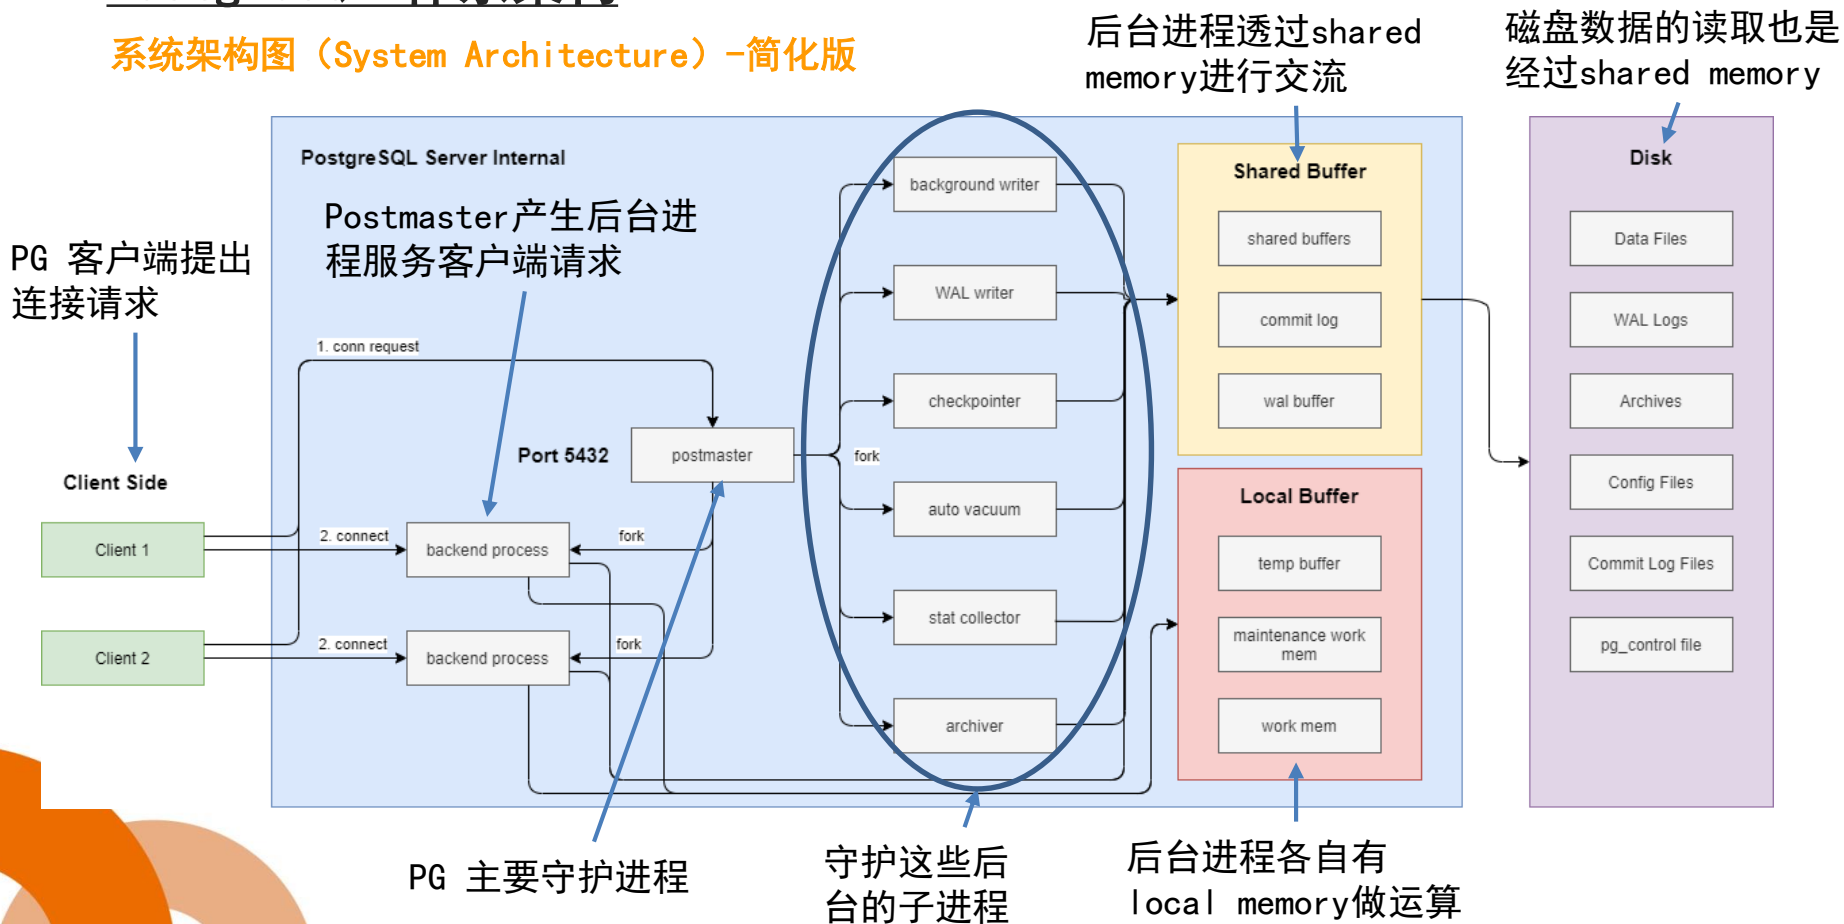 系统架构图（System Architecture）-简化版
后台进程透过shared
memory进行交流
磁盘数据的读取也是
经过shared memory
PostgreSQL Server Internal
Postmaster产生后台进
程服务客户端请求
PG 客户端提出
连接请求
1. conn request
Port 5432
postmaster
fork
Client Side
Client 1
2. connect
backend process
fork
Client 2
2. connect
backend process
fork
background writer
WAL writer
checkpointer
auto vacuum
stat collector
archiver
Shared Buffer
shared buffers
commit log
wal buffer
Local Buffer
temp buffer
maintenance work
mem
work mem
Disk
Data Files
WAL Logs
Archives
Config Files
Commit Log Files
pg_control file
PG 主要守护进程
守护这些后
台的子进程
后台进程各自有
local memory做运算